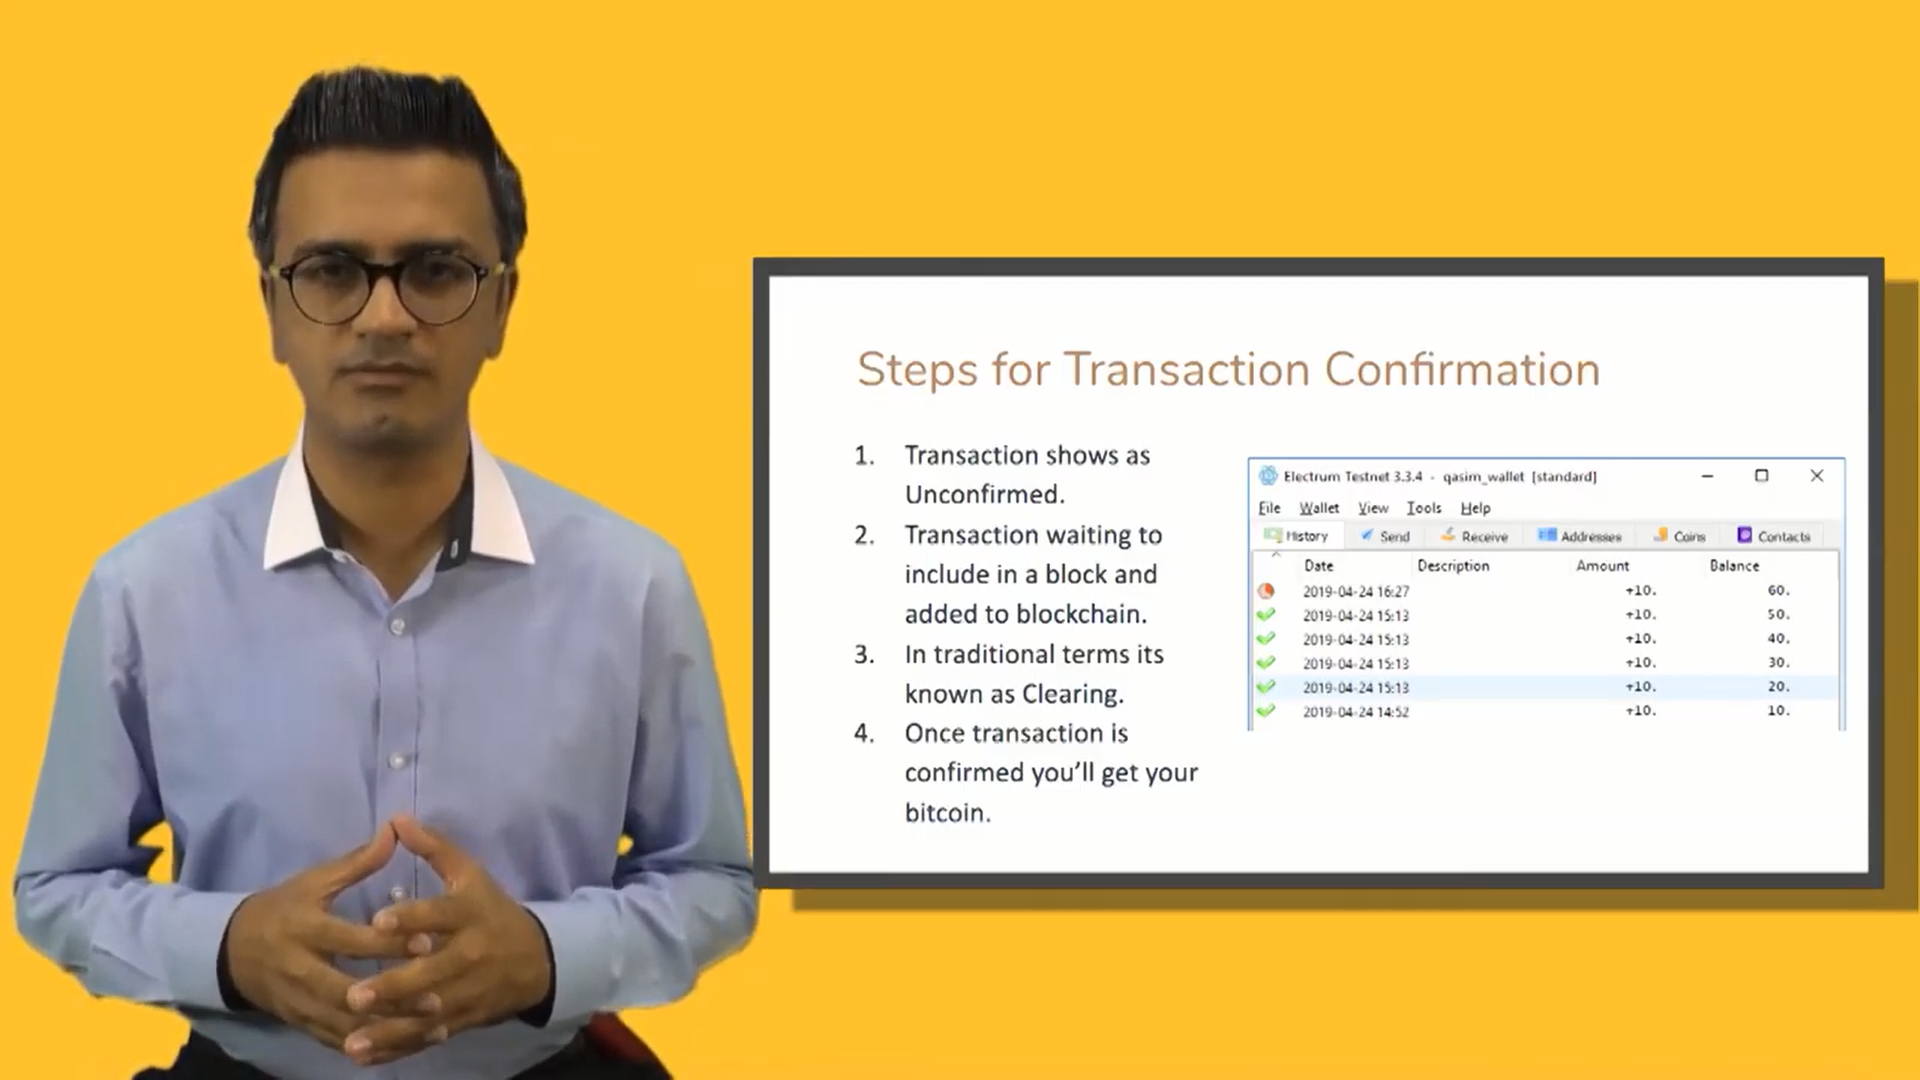 Steps for Transaction Confirmation
1. Transaction shows as
Unconfirmed.
2. Transaction waiting to
include in a block and
added to blockchain.
3. In traditional terms its
known as Clearing.
4. Once transaction is
confirmed you’ll get your
bitcoin.
Electrum Testnet 3.3.4 - qasim_wallet [standard]
File Wallet View Tools Help
History Send Receive Addresses Coins Contacts
Date Description Amount Balance
2019-04-24 16:27 +10. 60.
2019-04-24 15:13 +10. 50.
2019-04-24 15:13 +10. 40.
2019-04-24 15:13 +10. 30.
2019-04-24 15:13 +10. 20.
2019-04-24 14:52 +10. 10.